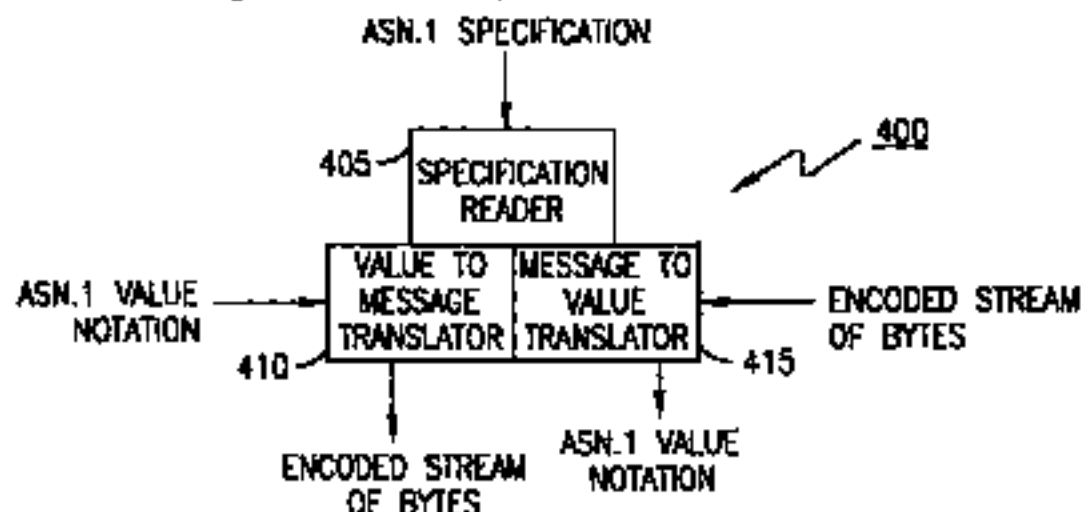 ASN.1 SPECIFICATION
400
405
SPECIFICATION
READER
VALUE TO
MESSAGE
TRANSLATOR
MESSAGE TO
VALUE
TRANSLATOR
ASN.1 VALUE
NOTATION
ENCODED STREAM
OF BYTES
410
415
ENCODED STREAM
OF BYTES
ASN.1 VALUE
NOTATION